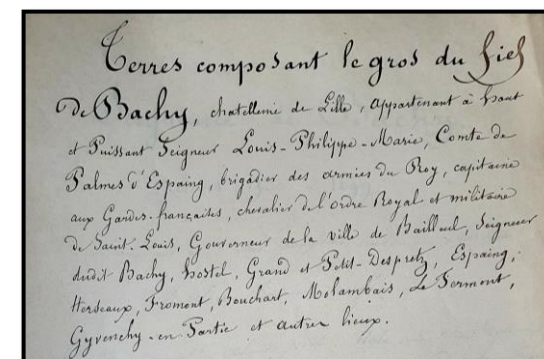 Terres composant le gros du fief
de Bachy, chatellenie de Lille, appartenant à haut
et Puissant Seigneur Louis-Philippe-Marie, Comte de
Palmes d'Espaing, brigadier des armées du Roy, capitaine
aux Gardes-françaises, chevalier de l'ordre Royal et militaire
de Saint-Louis, Gouverneur de la ville de Bailleul, Seigneur
dudit Bachy, hostel, Grand et Petit-Despretz, Espaing,
Herseaux, Froment, Bouchart, Molambais, Le Forment,
Gyvenchy-en-Partie et autres lieux.